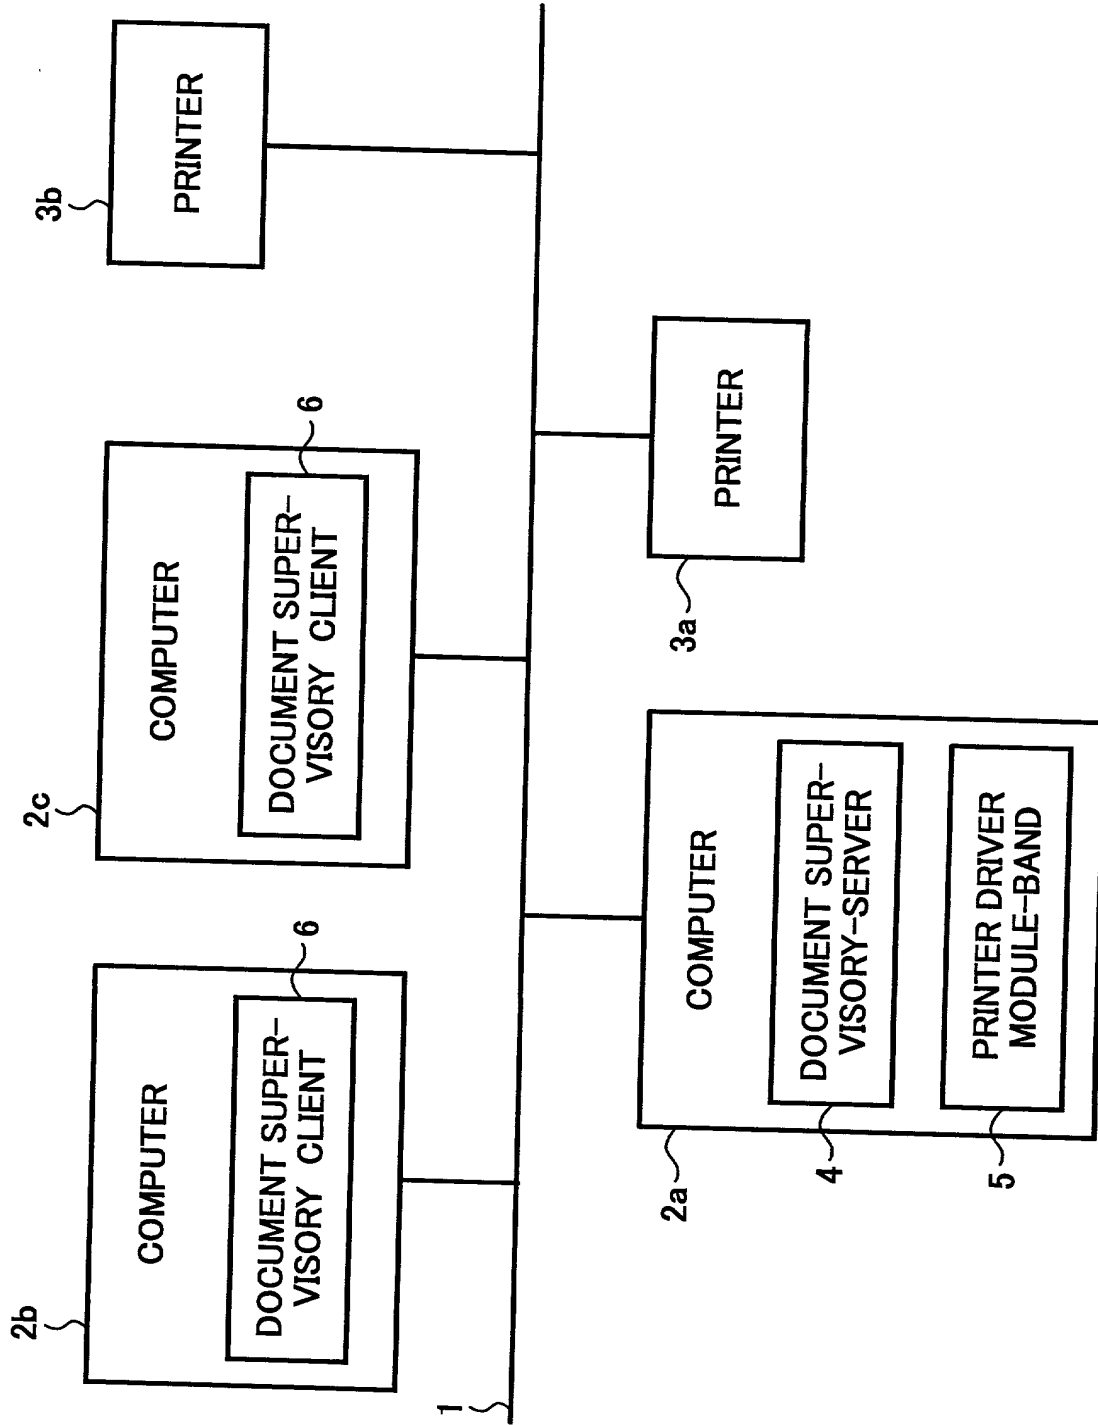 2b
COMPUTER
DOCUMENT SUPER-
VISORY CLIENT
6
2c
COMPUTER
DOCUMENT SUPER-
VISORY CLIENT
6
3b
PRINTER
1
2a
COMPUTER
4
DOCUMENT SUPER-
VISORY-SERVER
5
PRINTER DRIVER
MODULE-BAND
3a
PRINTER